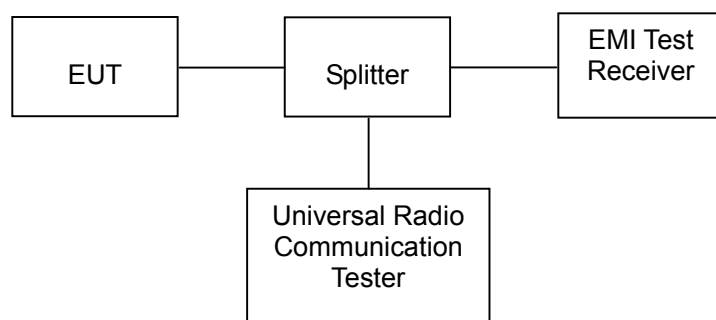 EUT
Splitter
EMI Test
Receiver
Universal Radio
Communication
Tester